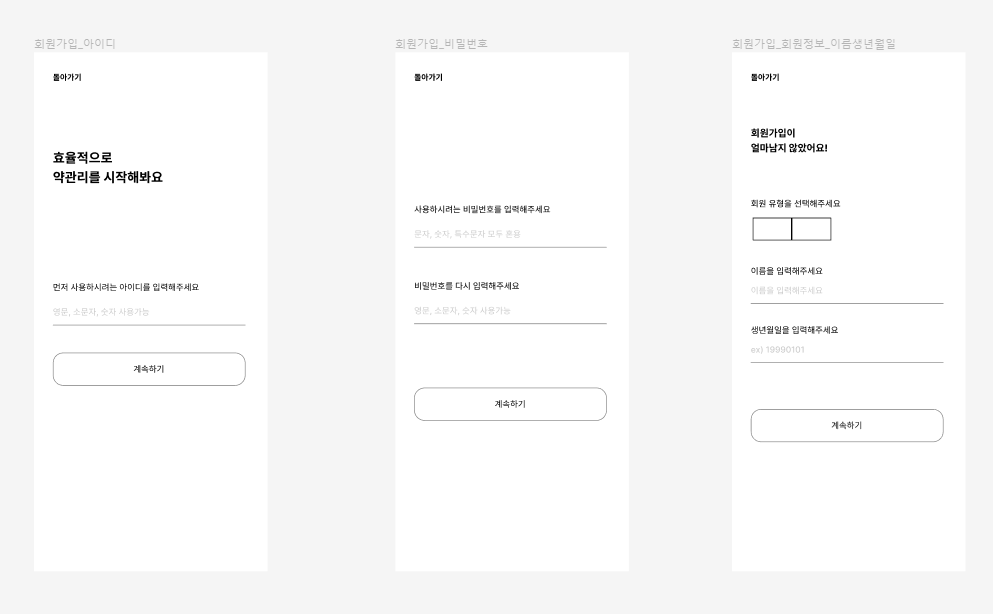 회원가입_아이디
돌아가기
효율적으로
약관리를 시작해봐요
먼저 사용하시려는 아이디를 입력해주세요
영문, 소문자, 숫자 사용가능
계속하기
회원가입_비밀번호
돌아가기
사용하시려는 비밀번호를 입력해주세요
문자, 숫자, 특수문자 모두 혼용
비밀번호를 다시 입력해주세요
영문, 소문자, 숫자 사용가능
계속하기
회원가입_회원정보_이름생년월일
돌아가기
회원가입이
얼마남지 않았어요!
회원 유형을 선택해주세요
이름을 입력해주세요
이름을 입력해주세요
생년월일을 입력해주세요
ex) 19990101
계속하기